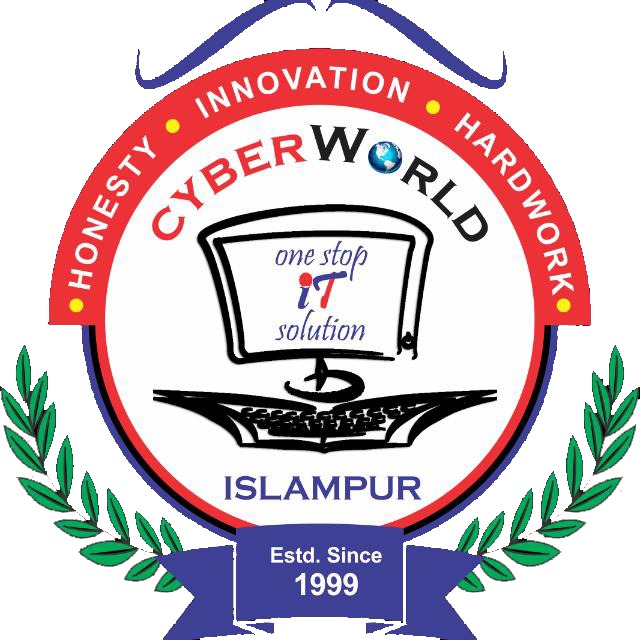 HONESTY • INNOVATION • HARDWORK
CYBERWORLD
one stop
iT
solution
ISLAMPUR
Estd. Since
1999